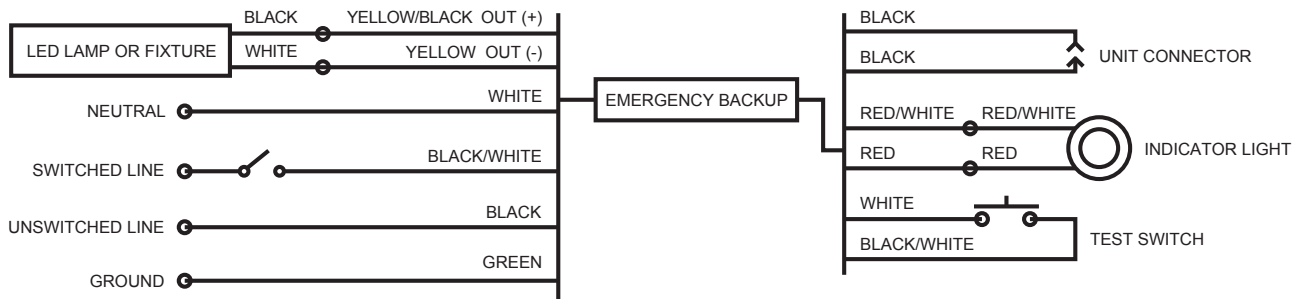 BLACK YELLOW/BLACK OUT (+)
LED LAMP OR FIXTURE
WHITE YELLOW OUT (-)
NEUTRAL WHITE
SWITCHED LINE BLACK/WHITE
UNSWITCHED LINE BLACK
GROUND GREEN
EMERGENCY BACKUP
BLACK
BLACK UNIT CONNECTOR
RED/WHITE RED/WHITE
RED RED INDICATOR LIGHT
WHITE
BLACK/WHITE TEST SWITCH